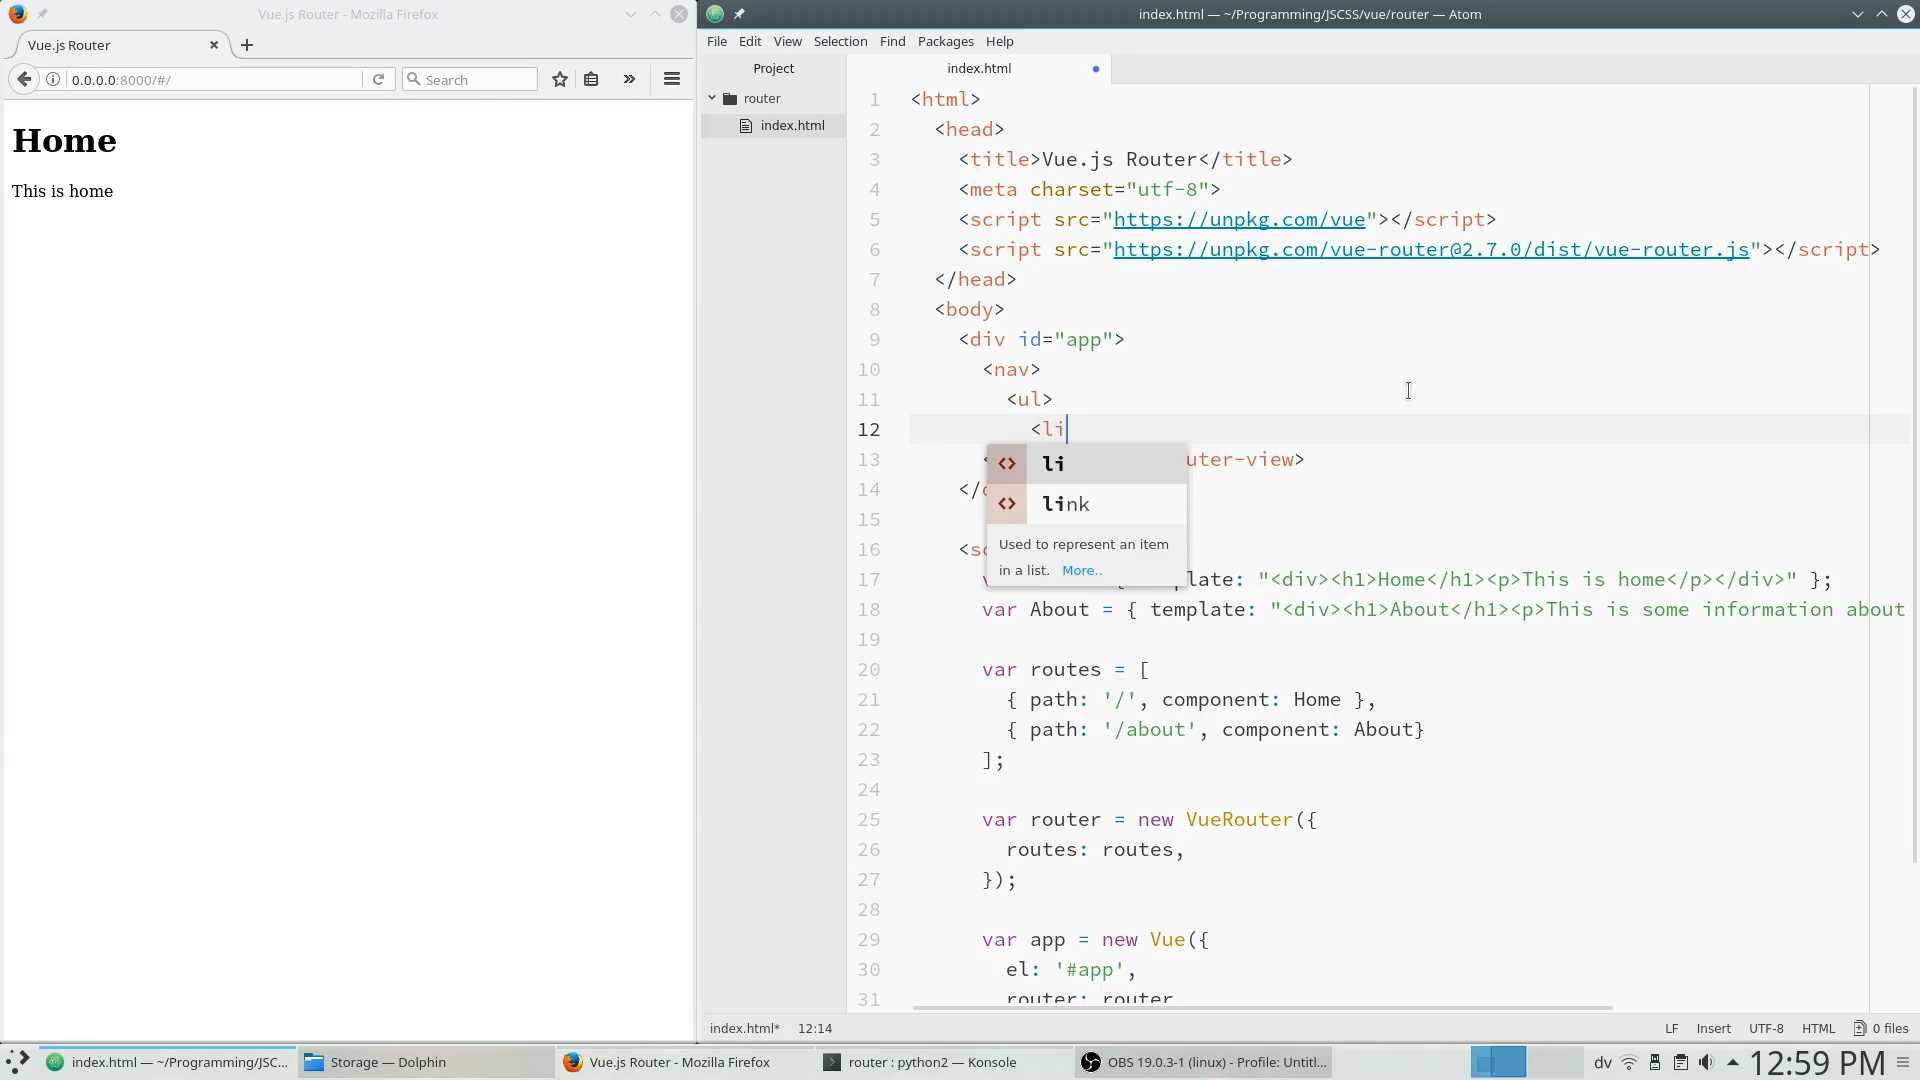 Vue.js Router - Mozilla Firefox
Vue.js Router
0.0.0.0:8000/#/
Search
Home
This is home
index.html — ~/Programming/JSCSS/vue/router — Atom
File Edit View Selection Find Packages Help
Project
router
index.html
index.html
1 <html>
2 <head>
3 <title>Vue.js Router</title>
4 <meta charset="utf-8">
5 <script src="https://unpkg.com/vue"></script>
6 <script src="https://unpkg.com/vue-router@2.7.0/dist/vue-router.js"></script>
7 </head>
8 <body>
9 <div id="app">
10 <nav>
11 <ul>
12 <li
13 uter-view>
14 </
15
16 <s
17 late: "<div><h1>Home</h1><p>This is home</p></div>" };
18 var About = { template: "<div><h1>About</h1><p>This is some information about
19
20 var routes = [
21 { path: '/', component: Home },
22 { path: '/about', component: About}
23 ];
24
25 var router = new VueRouter({
26 routes: routes,
27 });
28
29 var app = new Vue({
30 el: '#app',
31 router: router
<> li
<> link
Used to represent an item
in a list. More..
index.html* 12:14
LF Insert UTF-8 HTML 0 files
index.html — ~/Programming/JSC...
Storage — Dolphin
Vue.js Router - Mozilla Firefox
router : python2 — Konsole
OBS 19.0.3-1 (linux) - Profile: Untitl...
dv
12:59 PM